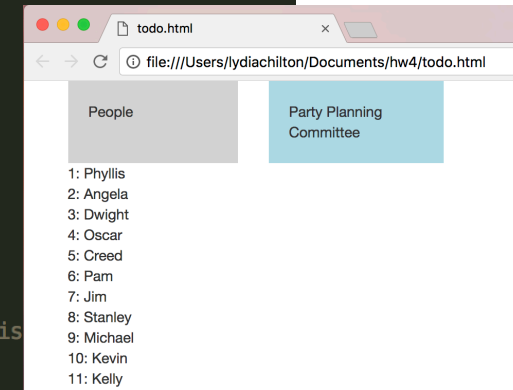 todo.html
file:///Users/lydiachilton/Documents/hw4/todo.html
People
Party Planning
Committee
1: Phyllis
2: Angela
3: Dwight
4: Oscar
5: Creed
6: Pam
7: Jim
8: Stanley
is
9: Michael
10: Kevin
11: Kelly